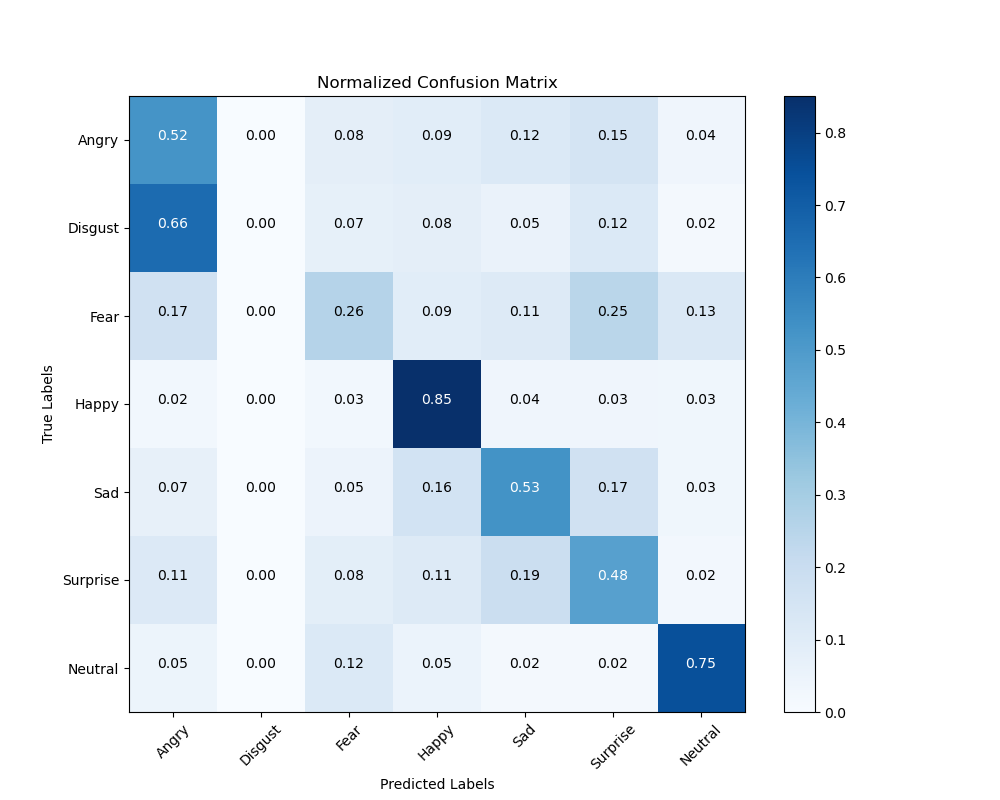 Normalized Confusion Matrix
True Labels
Angry 0.52 0.00 0.08 0.09 0.12 0.15 0.04
Disgust 0.66 0.00 0.07 0.08 0.05 0.12 0.02
Fear 0.17 0.00 0.26 0.09 0.11 0.25 0.13
Happy 0.02 0.00 0.03 0.85 0.04 0.03 0.03
Sad 0.07 0.00 0.05 0.16 0.53 0.17 0.03
Surprise 0.11 0.00 0.08 0.11 0.19 0.48 0.02
Neutral 0.05 0.00 0.12 0.05 0.02 0.02 0.75
Angry Disgust Fear Happy Sad Surprise Neutral
Predicted Labels
0.8
0.7
0.6
0.5
0.4
0.3
0.2
0.1
0.0